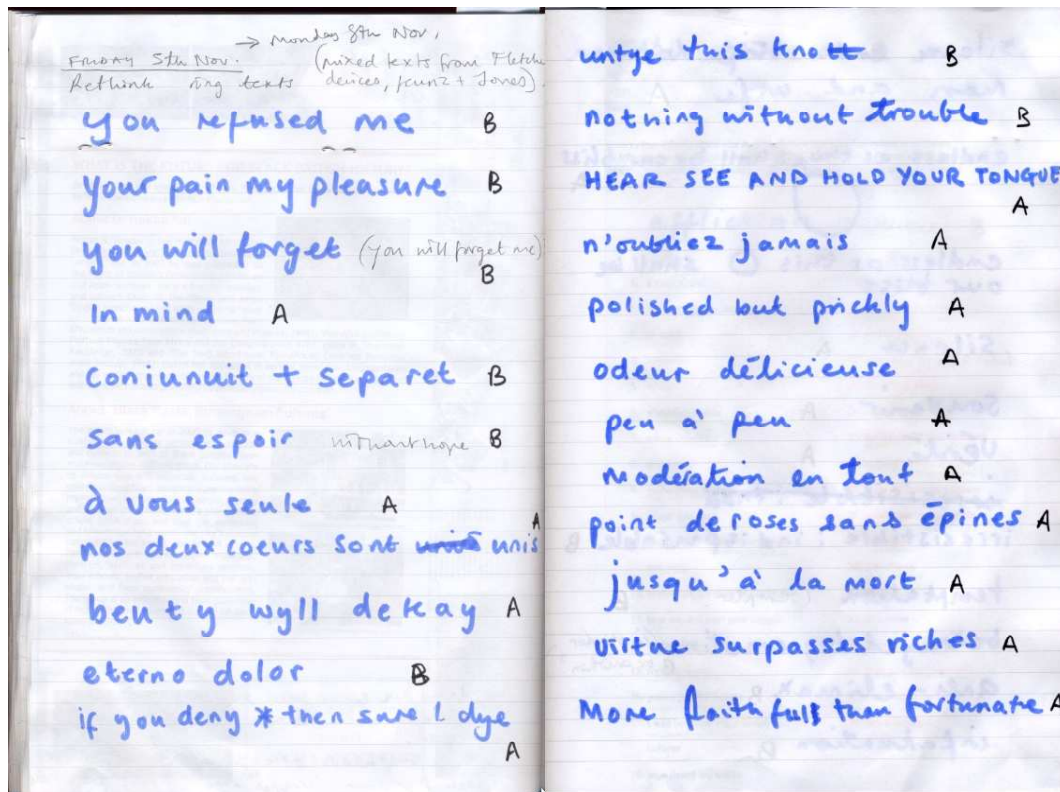 → Monday 8th Nov.
Friday 5th Nov. (mixed texts from Fletche
Rethink ring texts devices, Kunz + Jones).
you refused me B
your pain my pleasure B
you will forget (you will forget me)
B
In mind A
Coniunuit + separet B
Sans espoir without hope B
à vous seule A
A
nos deux coeurs sont unis
beuty wyll dekay A
eterno dolor B
if you deny * then sure I dye
A
untye this knott B
nothing without trouble B
HEAR SEE AND HOLD YOUR TONGUE
A
n'oubliez jamais A
polished but prickly A
odeur délicieuse A
peu à peu A
Modération en tout A
point de roses sans épines A
jusqu'à la mort A
virtue surpasses riches A
More faithfull than fortunate A